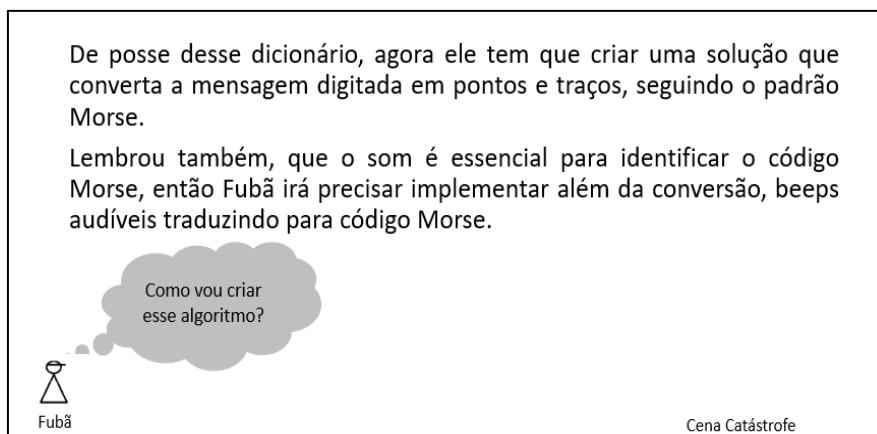 De posse desse dicionário, agora ele tem que criar uma solução que
converta a mensagem digitada em pontos e traços, seguindo o padrão
Morse.
Lembrou também, que o som é essencial para identificar o código
Morse, então Fubã irá precisar implementar além da conversão, beeps
audíveis traduzindo para código Morse.
Como vou criar
esse algoritmo?
Fubã
Cena Catástrofe